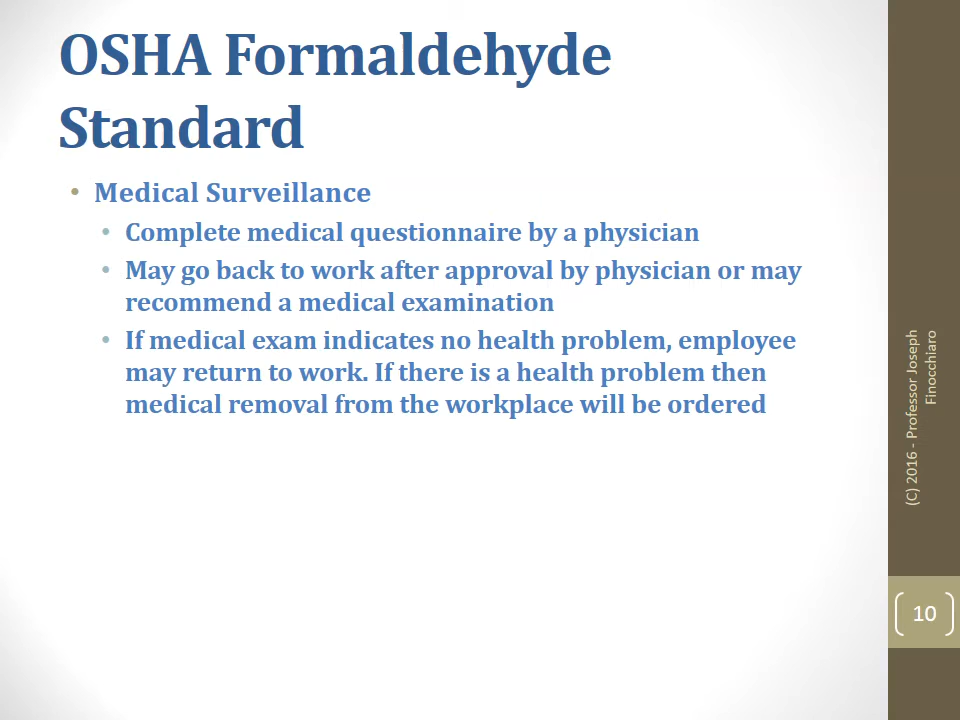 OSHA Formaldehyde
Standard
• Medical Surveillance
• Complete medical questionnaire by a physician
• May go back to work after approval by physician or may
recommend a medical examination
• If medical exam indicates no health problem, employee
may return to work. If there is a health problem then
medical removal from the workplace will be ordered
(C) 2016 - Professor Joseph
Finocchiaro
10